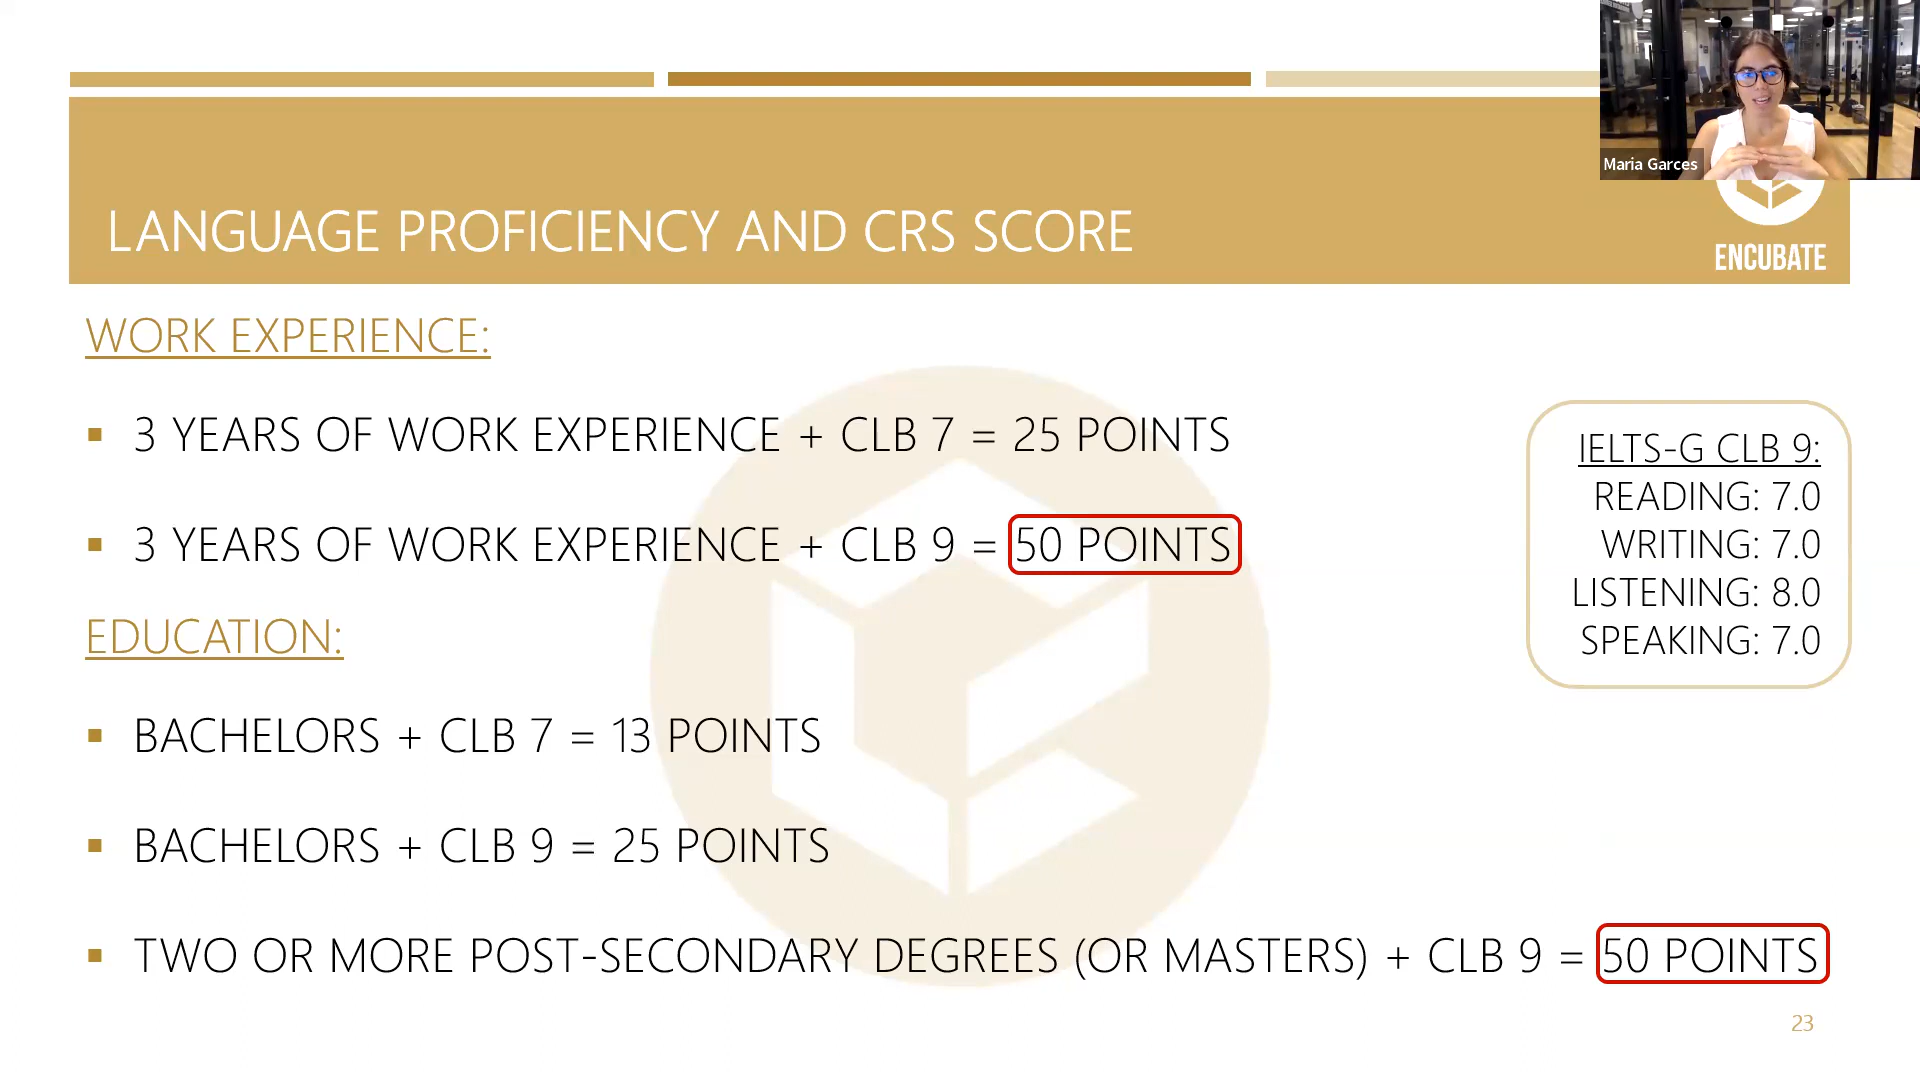 Maria Garces
LANGUAGE PROFICIENCY AND CRS SCORE
ENCUBATE
WORK EXPERIENCE:
▪ 3 YEARS OF WORK EXPERIENCE + CLB 7 = 25 POINTS
▪ 3 YEARS OF WORK EXPERIENCE + CLB 9 = 50 POINTS
IELTS-G CLB 9:
READING: 7.0
WRITING: 7.0
LISTENING: 8.0
SPEAKING: 7.0
EDUCATION:
▪ BACHELORS + CLB 7 = 13 POINTS
▪ BACHELORS + CLB 9 = 25 POINTS
▪ TWO OR MORE POST-SECONDARY DEGREES (OR MASTERS) + CLB 9 = 50 POINTS
23